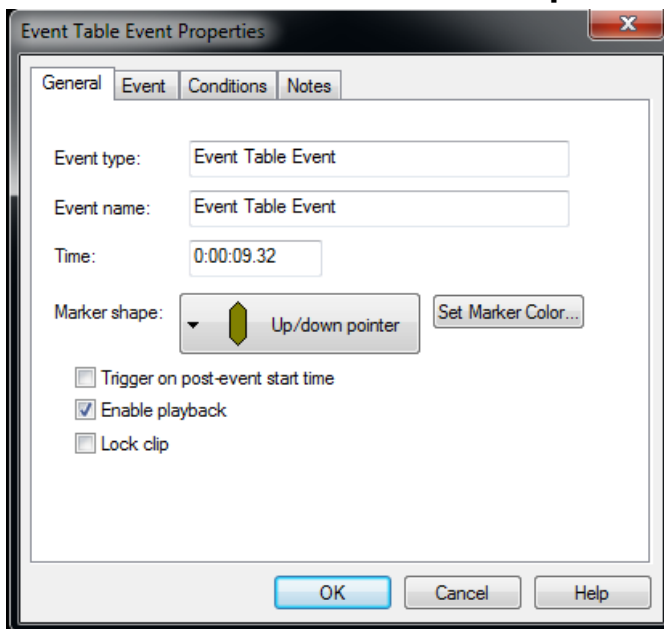 Event Table Event Properties
General Event Conditions Notes
Event type: Event Table Event
Event name: Event Table Event
Time: 0:00:09.32
Marker shape: Up/down pointer Set Marker Color...
Trigger on post-event start time
Enable playback
Lock clip
OK Cancel Help